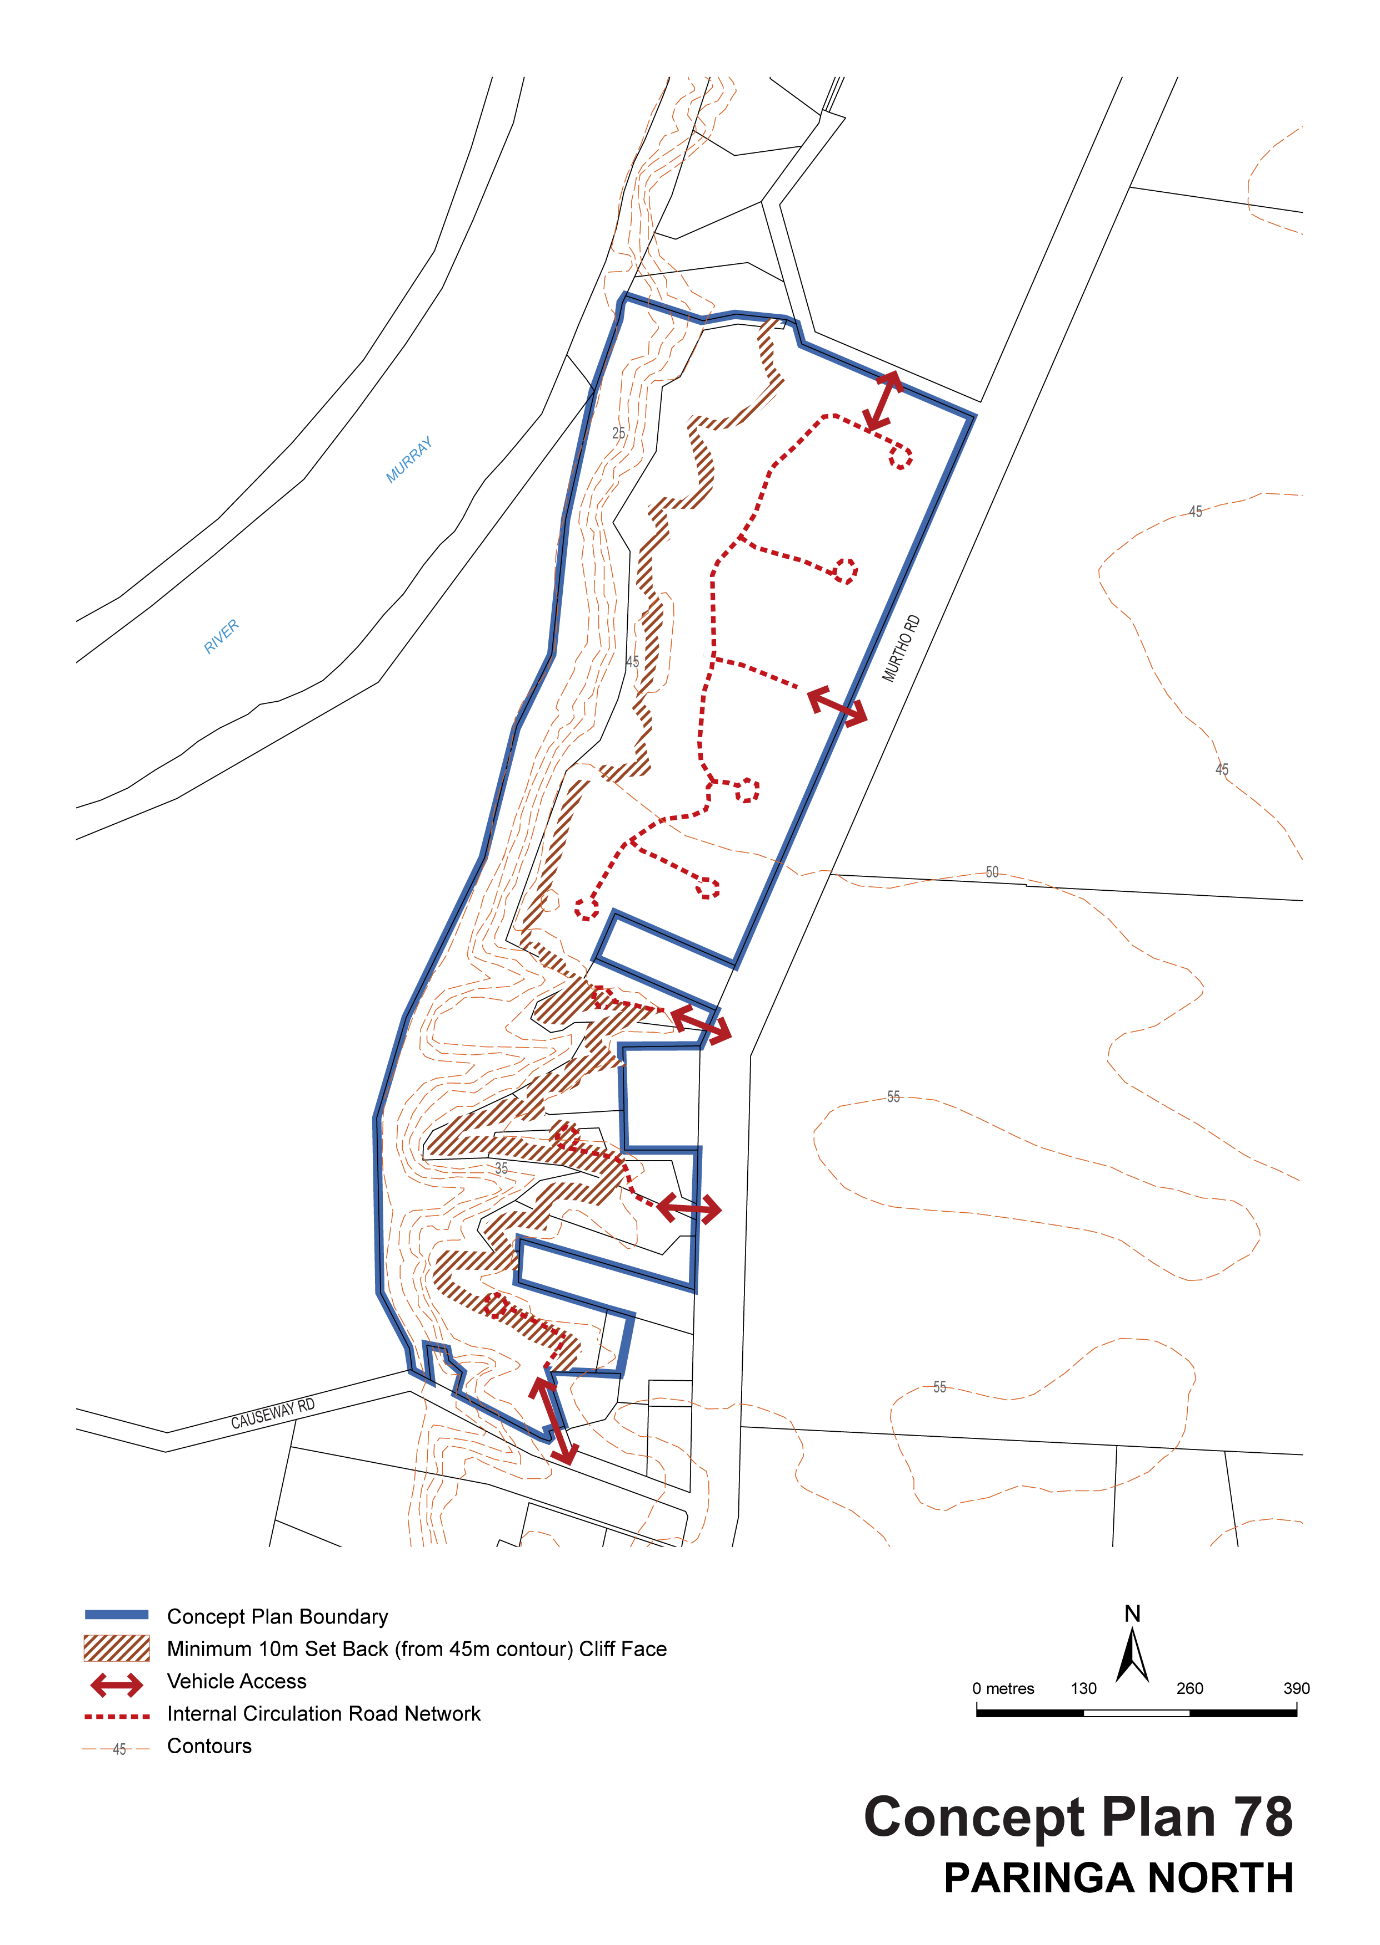 25
MURRAY
45
RIVER
MURTHO RD
45
45
50
55
35
55
CAUSEWAY RD
Concept Plan Boundary
Minimum 10m Set Back (from 45m contour) Cliff Face
Vehicle Access
Internal Circulation Road Network
45 Contours
N
0 metres 130 260 390
Concept Plan 78
PARINGA NORTH